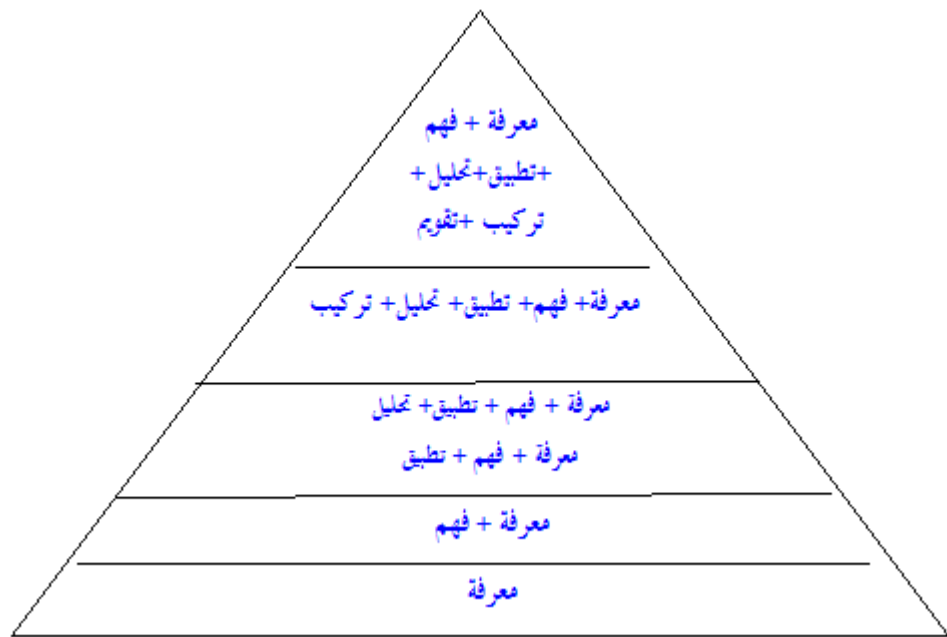 معرفة + فهم
+تطبيق+تحليل+
تركيب +تقويم
معرفة+ فهم+ تطبيق+ تحليل+ تركيب
معرفة + فهم + تطبيق+ تحليل
معرفة + فهم + تطبيق
معرفة + فهم
معرفة